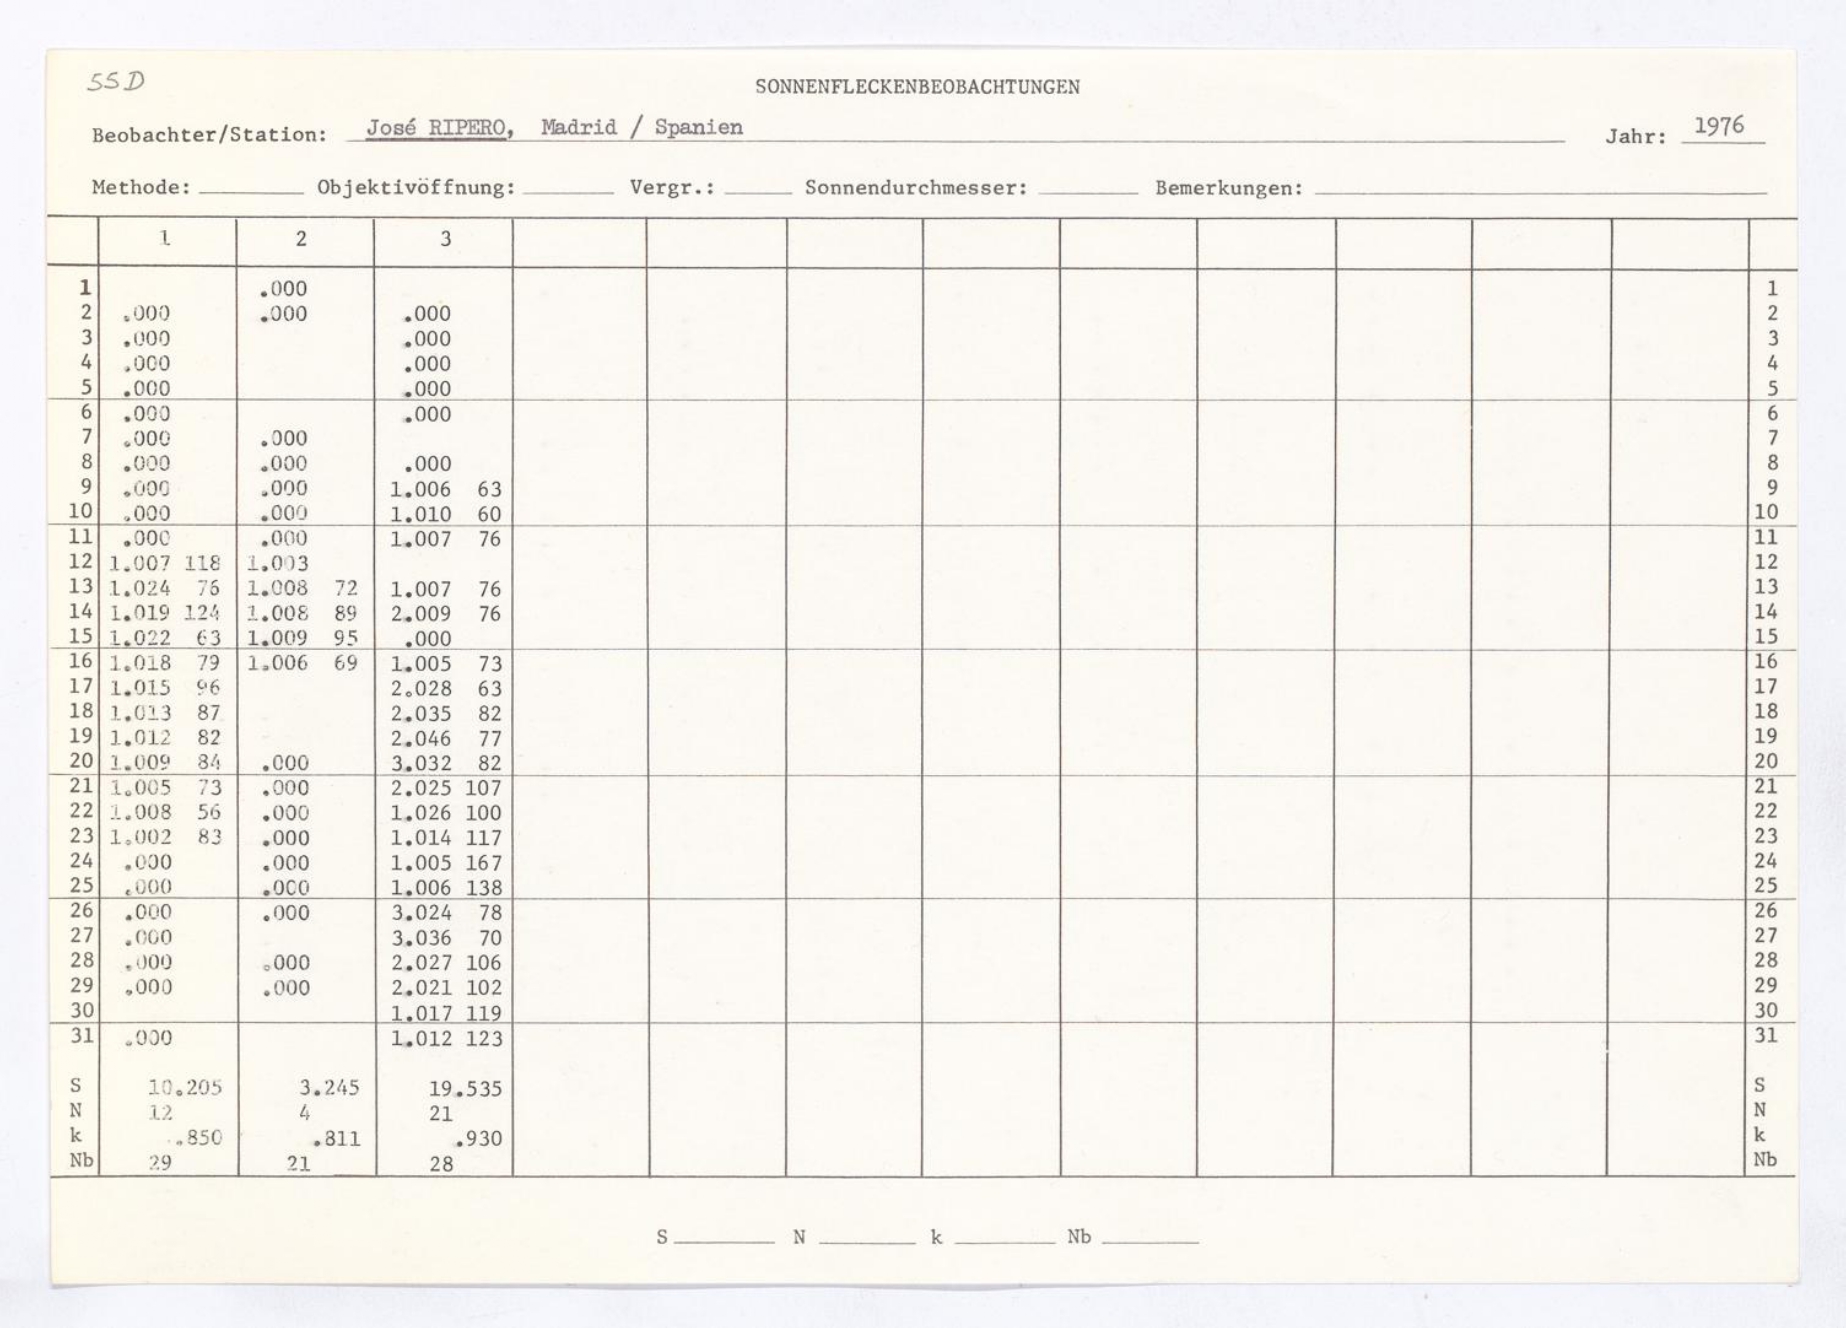 SSD
SONNENFLECKENBEOBACHTUNGEN
Beobachter/Station: José RIPERO, Madrid / Spanien Jahr: 1976
Methode: Objektivöffnung: Vergr.: Sonnendurchmesser: Bemerkungen:
1 2 3
1 .000 1
2 .000 .000 .000 2
3 .000 .000 3
4 .000 .000 4
5 .000 .000 5
6 .000 .000 6
7 .000 .000 7
8 .000 .000 .000 8
9 .000 .000 1.006 63 9
10 .000 .000 1.010 60 10
11 .000 .000 1.007 76 11
12 1.007 118 1.003 12
13 1.024 76 1.008 72 1.007 76 13
14 1.019 124 1.008 89 2.009 76 14
15 1.022 63 1.009 95 .000 15
16 1.018 79 1.006 69 1.005 73 16
17 1.015 96 2.028 63 17
18 1.013 87 2.035 82 18
19 1.012 82 2.046 77 19
20 1.009 84 .000 3.032 82 20
21 1.005 73 .000 2.025 107 21
22 1.008 56 .000 1.026 100 22
23 1.002 83 .000 1.014 117 23
24 .000 .000 1.005 167 24
25 .000 .000 1.006 138 25
26 .000 .000 3.024 78 26
27 .000 3.036 70 27
28 .000 .000 2.027 106 28
29 .000 .000 2.021 102 29
30 1.017 119 30
31 .000 1.012 123 31
S 10.205 3.245 19.535 S
N 12 4 21 N
k .850 .811 .930 k
Nb 29 21 28 Nb
S N k Nb